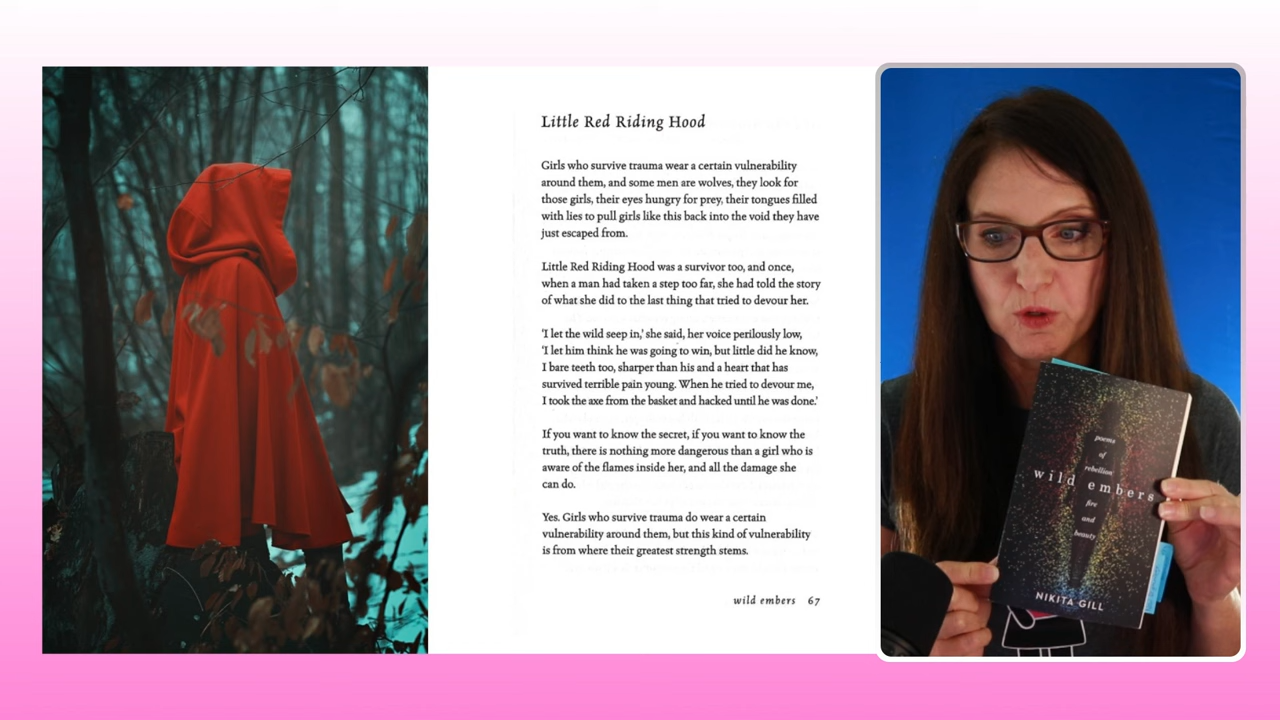 Little Red Riding Hood
Girls who survive trauma wear a certain vulnerability
around them, and some men are wolves, they look for
those girls, their eyes hungry for prey, their tongues filled
with lies to pull girls like this back into the void they have
just escaped from.
Little Red Riding Hood was a survivor too, and once,
when a man had taken a step too far, she had told the story
of what she did to the last thing that tried to devour her.
‘I let the wild seep in,’ she said, her voice perilously low,
‘I let him think he was going to win, but little did he know,
I bare teeth too, sharper than his and a heart that has
survived terrible pain young. When he tried to devour me,
I took the axe from the basket and hacked until he was done.’
If you want to know the secret, if you want to know the
truth, there is nothing more dangerous than a girl who is
aware of the flames inside her, and all the damage she
can do.
Yes. Girls who survive trauma do wear a certain
vulnerability around them, but this kind of vulnerability
is from where their greatest strength stems.
wild embers 67
poems
of
rebellion
wild embers
fire
and
beauty
NIKITA GILL